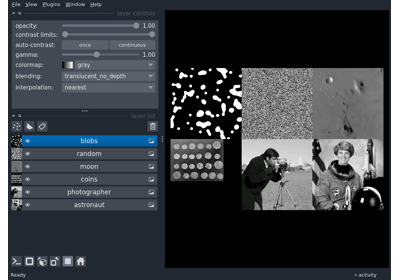 File View Plugins Window Help
layer controls
opacity: 1.00
contrast limits:
auto-contrast: once continuous
gamma: 1.00
colormap: gray
blending: translucent_no_depth
interpolation: nearest
layer list
blobs
random
moon
coins
photographer
astronaut
Ready activity